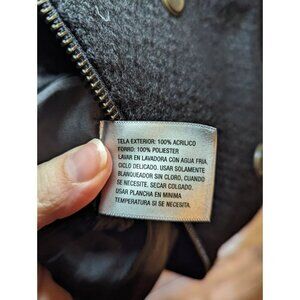 TELA EXTERIOR: 100% ACRILICO
FORRO: 100% POLIESTER
LAVAR EN LAVADORA CON AGUA FRIA,
CICLO DELICADO. USAR SOLAMENTE
BLANQUEADOR SIN CLORO, CUANDO
SE NECESITE. SECAR COLGADO.
USAR PLANCHA EN MINIMA
TEMPERATURA SI SE NECESITA.